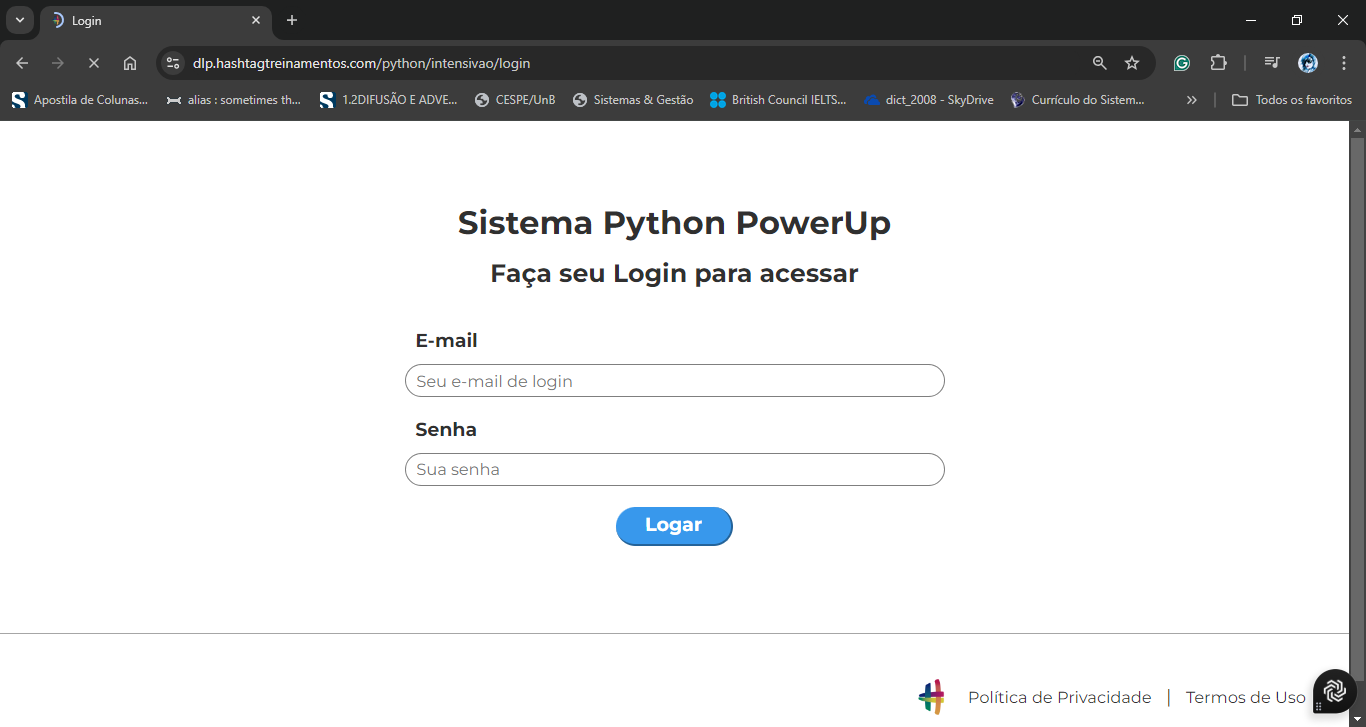 Login
dlp.hashtagtreinamentos.com/python/intensivao/login
Apostila de Colunas... alias : sometimes th... 1.2DIFUSÃO E ADVE... CESPE/UnB Sistemas & Gestão British Council IELTS... dict_2008 - SkyDrive Currículo do Sistem... Todos os favoritos
Sistema Python PowerUp
Faça seu Login para acessar
E-mail
Seu e-mail de login
Senha
Sua senha
Logar
Política de Privacidade | Termos de Uso